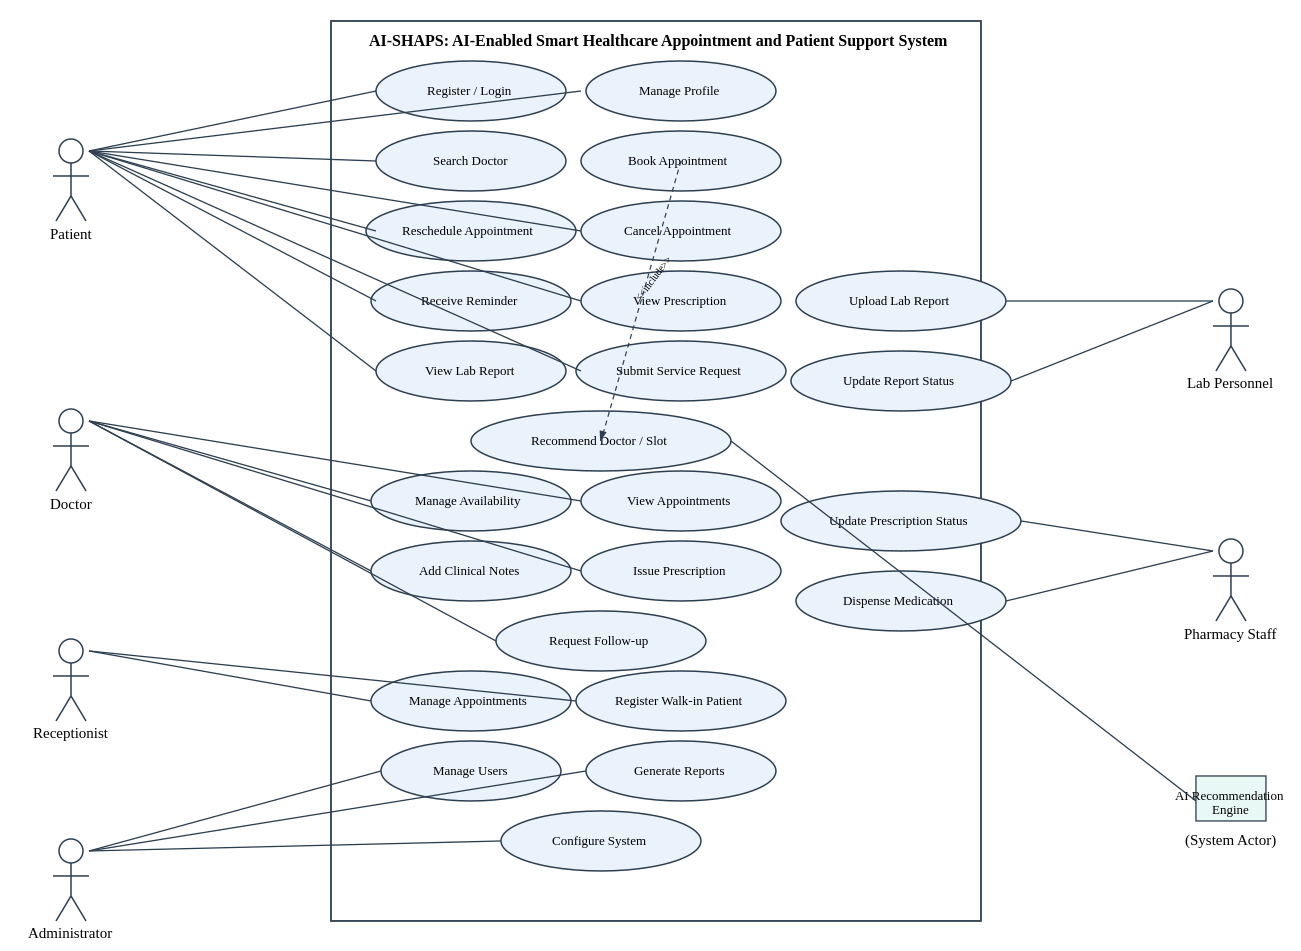 AI-SHAPS: AI-Enabled Smart Healthcare Appointment and Patient Support System
Register / Login
Manage Profile
Search Doctor
Book Appointment
Patient
Reschedule Appointment
Cancel Appointment
<<include>>
Receive Reminder
View Prescription
Upload Lab Report
View Lab Report
Submit Service Request
Update Report Status
Lab Personnel
Recommend Doctor / Slot
Doctor
Manage Availability
View Appointments
Update Prescription Status
Add Clinical Notes
Issue Prescription
Dispense Medication
Request Follow-up
Pharmacy Staff
Manage Appointments
Register Walk-in Patient
Receptionist
Manage Users
Generate Reports
AI Recommendation
Engine
(System Actor)
Configure System
Administrator